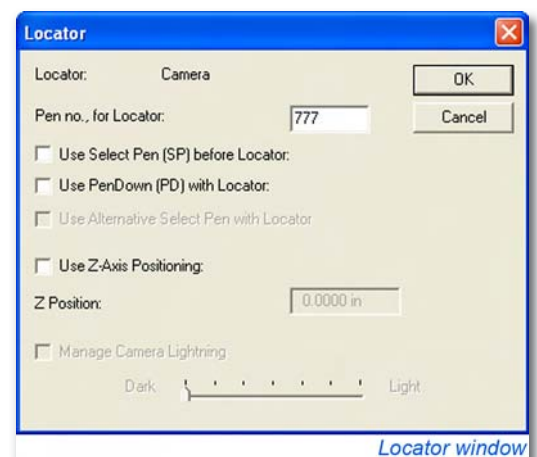 Locator
Locator: Camera
OK
Pen no., for Locator: 777
Cancel
Use Select Pen (SP) before Locator:
Use PenDown (PD) with Locator:
Use Alternative Select Pen with Locator
Use Z-Axis Positioning:
Z Position: 0.0000 in
Manage Camera Lightning
Dark Light
Locator window